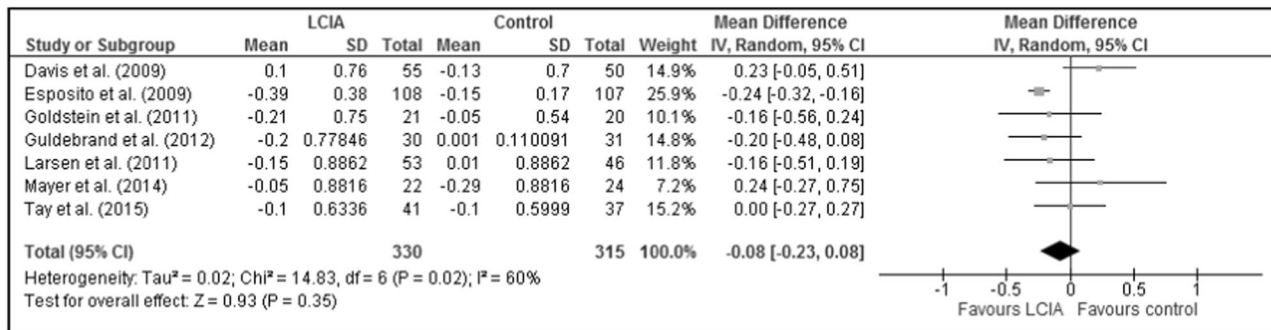 LCIA Control Mean Difference Mean Difference
Study or Subgroup Mean SD Total Mean SD Total Weight IV, Random, 95% CI IV, Random, 95% CI
Davis et al. (2009) 0.1 0.76 55 -0.13 0.7 50 14.9% 0.23 [-0.05, 0.51]
Esposito et al. (2009) -0.39 0.38 108 -0.15 0.17 107 25.9% -0.24 [-0.32, -0.16]
Goldstein et al. (2011) -0.21 0.75 21 -0.05 0.54 20 10.1% -0.16 [-0.56, 0.24]
Guldebrand et al. (2012) -0.2 0.77846 30 0.001 0.110091 31 14.8% -0.20 [-0.48, 0.08]
Larsen et al. (2011) -0.15 0.8862 53 0.01 0.8862 46 11.8% -0.16 [-0.51, 0.19]
Mayer et al. (2014) -0.05 0.8816 22 -0.29 0.8816 24 7.2% 0.24 [-0.27, 0.75]
Tay et al. (2015) -0.1 0.6336 41 -0.1 0.5999 37 15.2% 0.00 [-0.27, 0.27]
Total (95% CI) 330 315 100.0% -0.08 [-0.23, 0.08]
Heterogeneity: Tau² = 0.02; Chi² = 14.83, df = 6 (P = 0.02); I² = 60%
Test for overall effect: Z = 0.93 (P = 0.35)
-1 -0.5 0 0.5 1
Favours LCIA Favours control